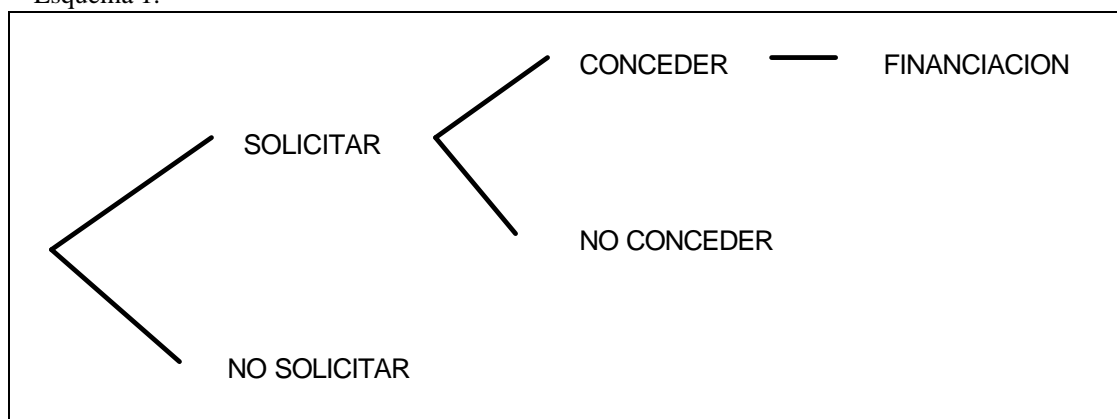 Esquema 1.
CONCEDER FINANCIACION
SOLICITAR
NO CONCEDER
NO SOLICITAR